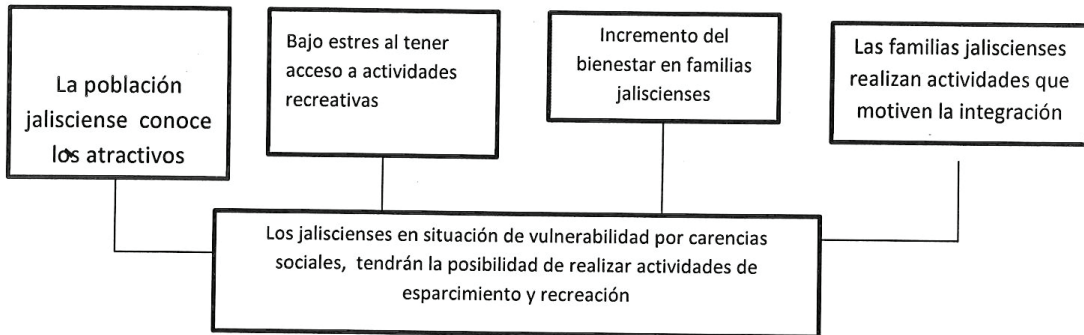 La población
jalisciense conoce
los atractivos
Bajo estres al tener
acceso a actividades
recreativas
Incremento del
bienestar en familias
jaliscienses
Las familias jaliscienses
realizan actividades que
motiven la integración
Los jaliscienses en situación de vulnerabilidad por carencias
sociales, tendrán la posibilidad de realizar actividades de
esparcimiento y recreación